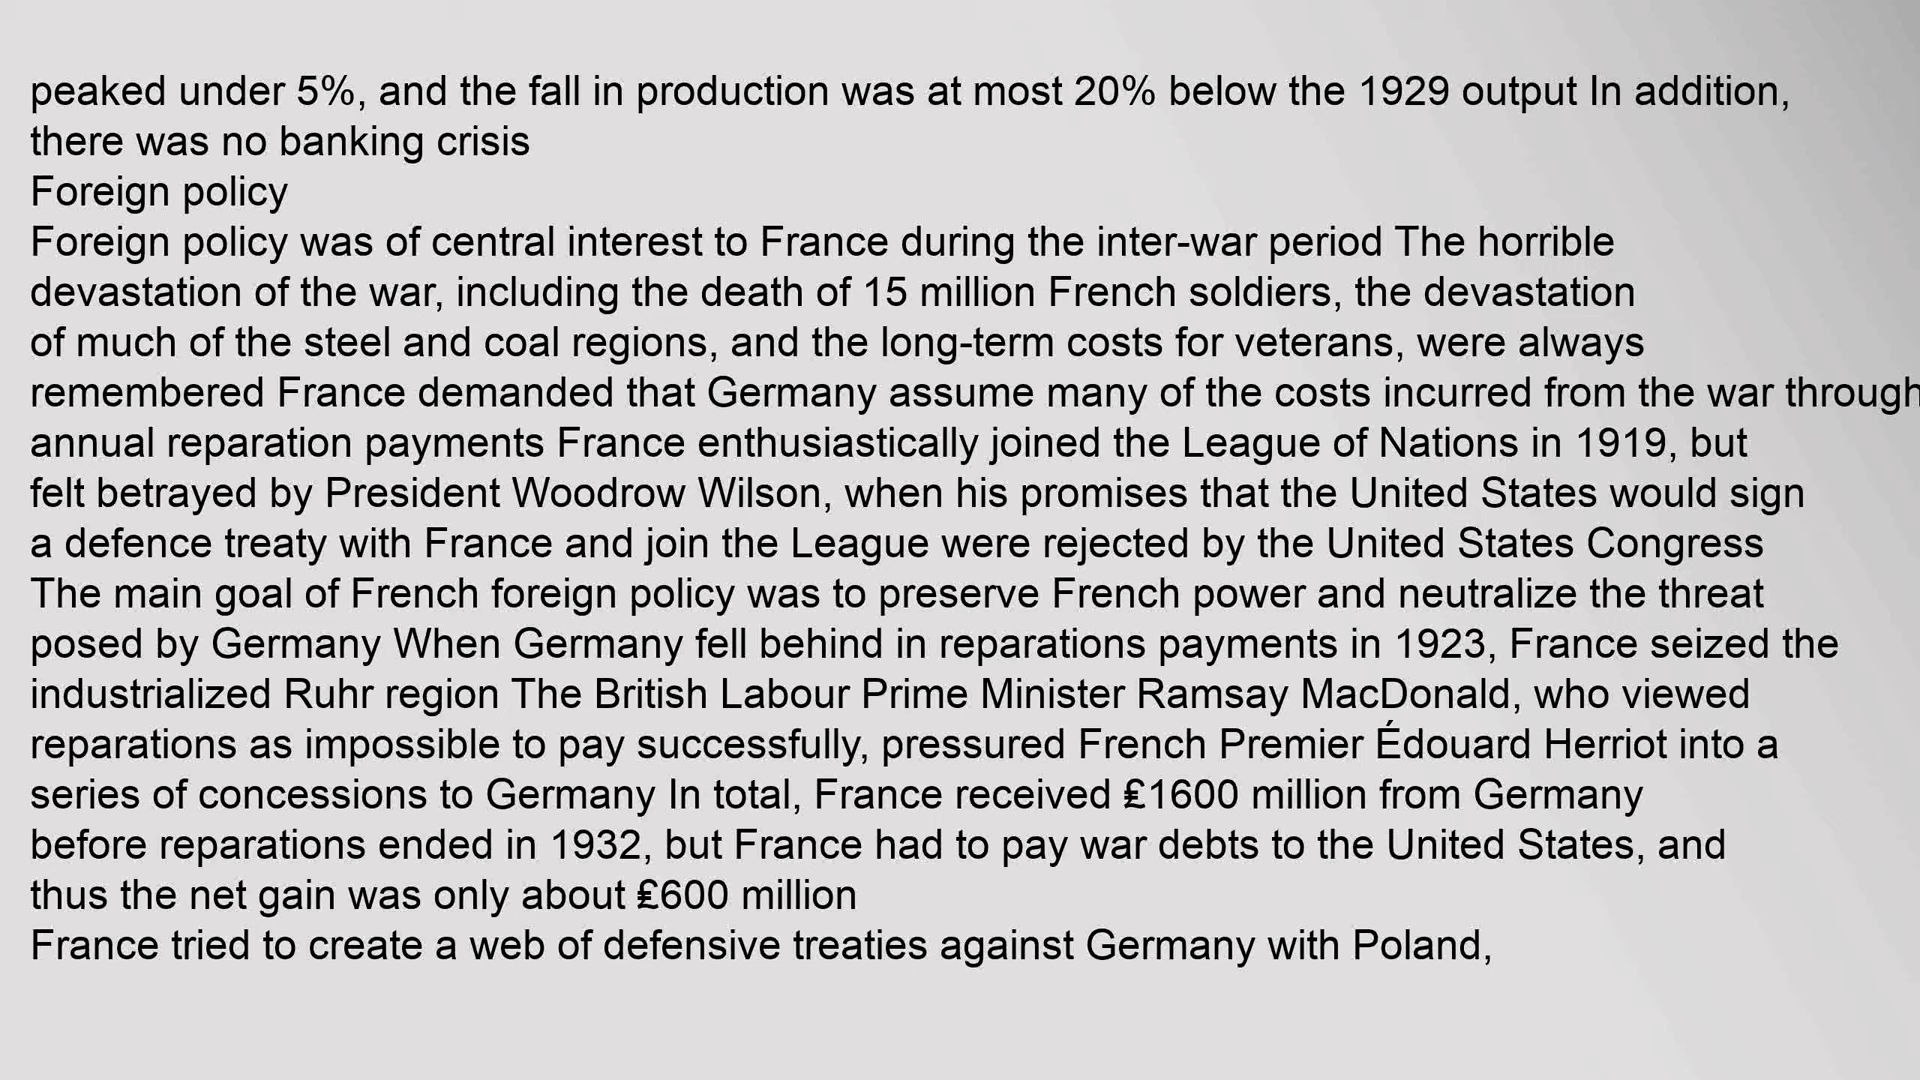 peaked under 5%, and the fall in production was at most 20% below the 1929 output In addition,
there was no banking crisis
Foreign policy
Foreign policy was of central interest to France during the inter-war period The horrible
devastation of the war, including the death of 15 million French soldiers, the devastation
of much of the steel and coal regions, and the long-term costs for veterans, were always
remembered France demanded that Germany assume many of the costs incurred from the war through
annual reparation payments France enthusiastically joined the League of Nations in 1919, but
felt betrayed by President Woodrow Wilson, when his promises that the United States would sign
a defence treaty with France and join the League were rejected by the United States Congress
The main goal of French foreign policy was to preserve French power and neutralize the threat
posed by Germany When Germany fell behind in reparations payments in 1923, France seized the
industrialized Ruhr region The British Labour Prime Minister Ramsay MacDonald, who viewed
reparations as impossible to pay successfully, pressured French Premier Édouard Herriot into a
series of concessions to Germany In total, France received ₤1600 million from Germany
before reparations ended in 1932, but France had to pay war debts to the United States, and
thus the net gain was only about ₤600 million
France tried to create a web of defensive treaties against Germany with Poland,